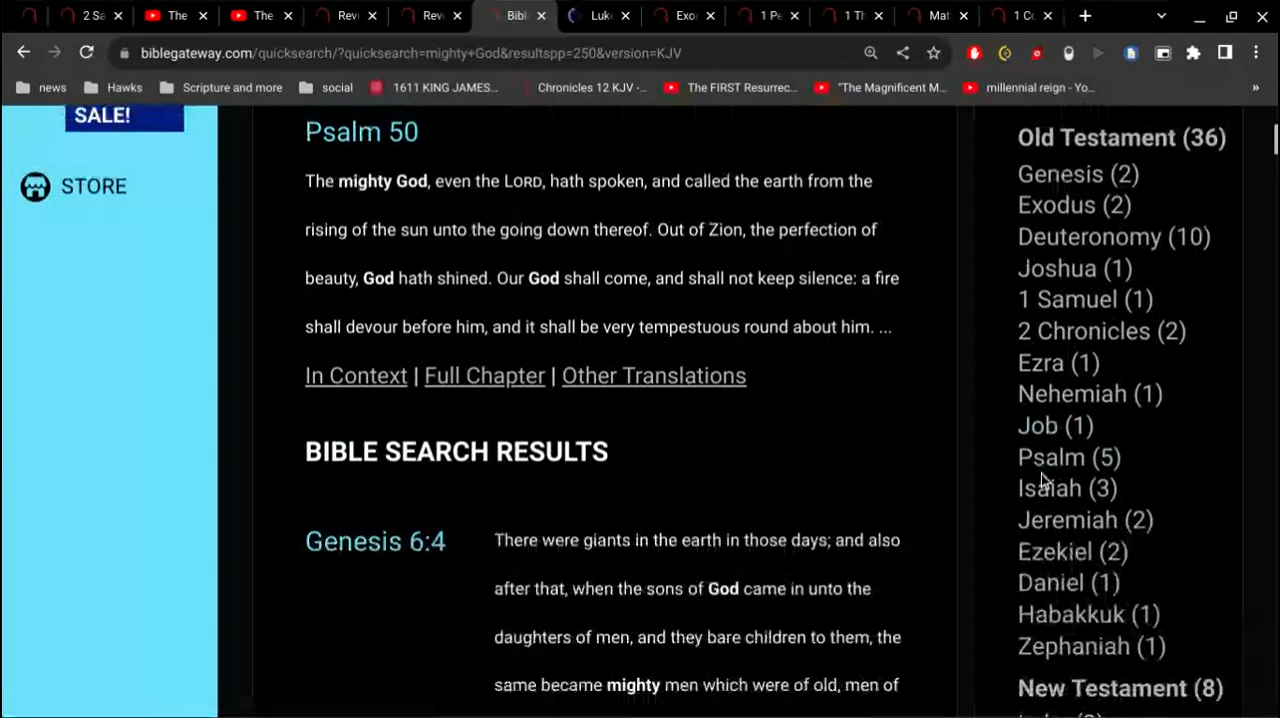 2 Sa
The
The
Reve
Reve
Bibl
Luke
Exo
1 Pe
1 Th
Mat
1 Co
biblegateway.com/quicksearch/?quicksearch=mighty+God&resultspp=250&version=KJV
news
Hawks
Scripture and more
social
1611 KING JAMES...
Chronicles 12 KJV -...
The FIRST Resurrec...
"The Magnificent M...
millennial reign - Yo...
»
SALE!
STORE
Psalm 50
The mighty God, even the LORD, hath spoken, and called the earth from the
rising of the sun unto the going down thereof. Out of Zion, the perfection of
beauty, God hath shined. Our God shall come, and shall not keep silence: a fire
shall devour before him, and it shall be very tempestuous round about him. ...
In Context | Full Chapter | Other Translations
BIBLE SEARCH RESULTS
Genesis 6:4
There were giants in the earth in those days; and also
after that, when the sons of God came in unto the
daughters of men, and they bare children to them, the
same became mighty men which were of old, men of
Old Testament (36)
Genesis (2)
Exodus (2)
Deuteronomy (10)
Joshua (1)
1 Samuel (1)
2 Chronicles (2)
Ezra (1)
Nehemiah (1)
Job (1)
Psalm (5)
Isaiah (3)
Jeremiah (2)
Ezekiel (2)
Daniel (1)
Habakkuk (1)
Zephaniah (1)
New Testament (8)